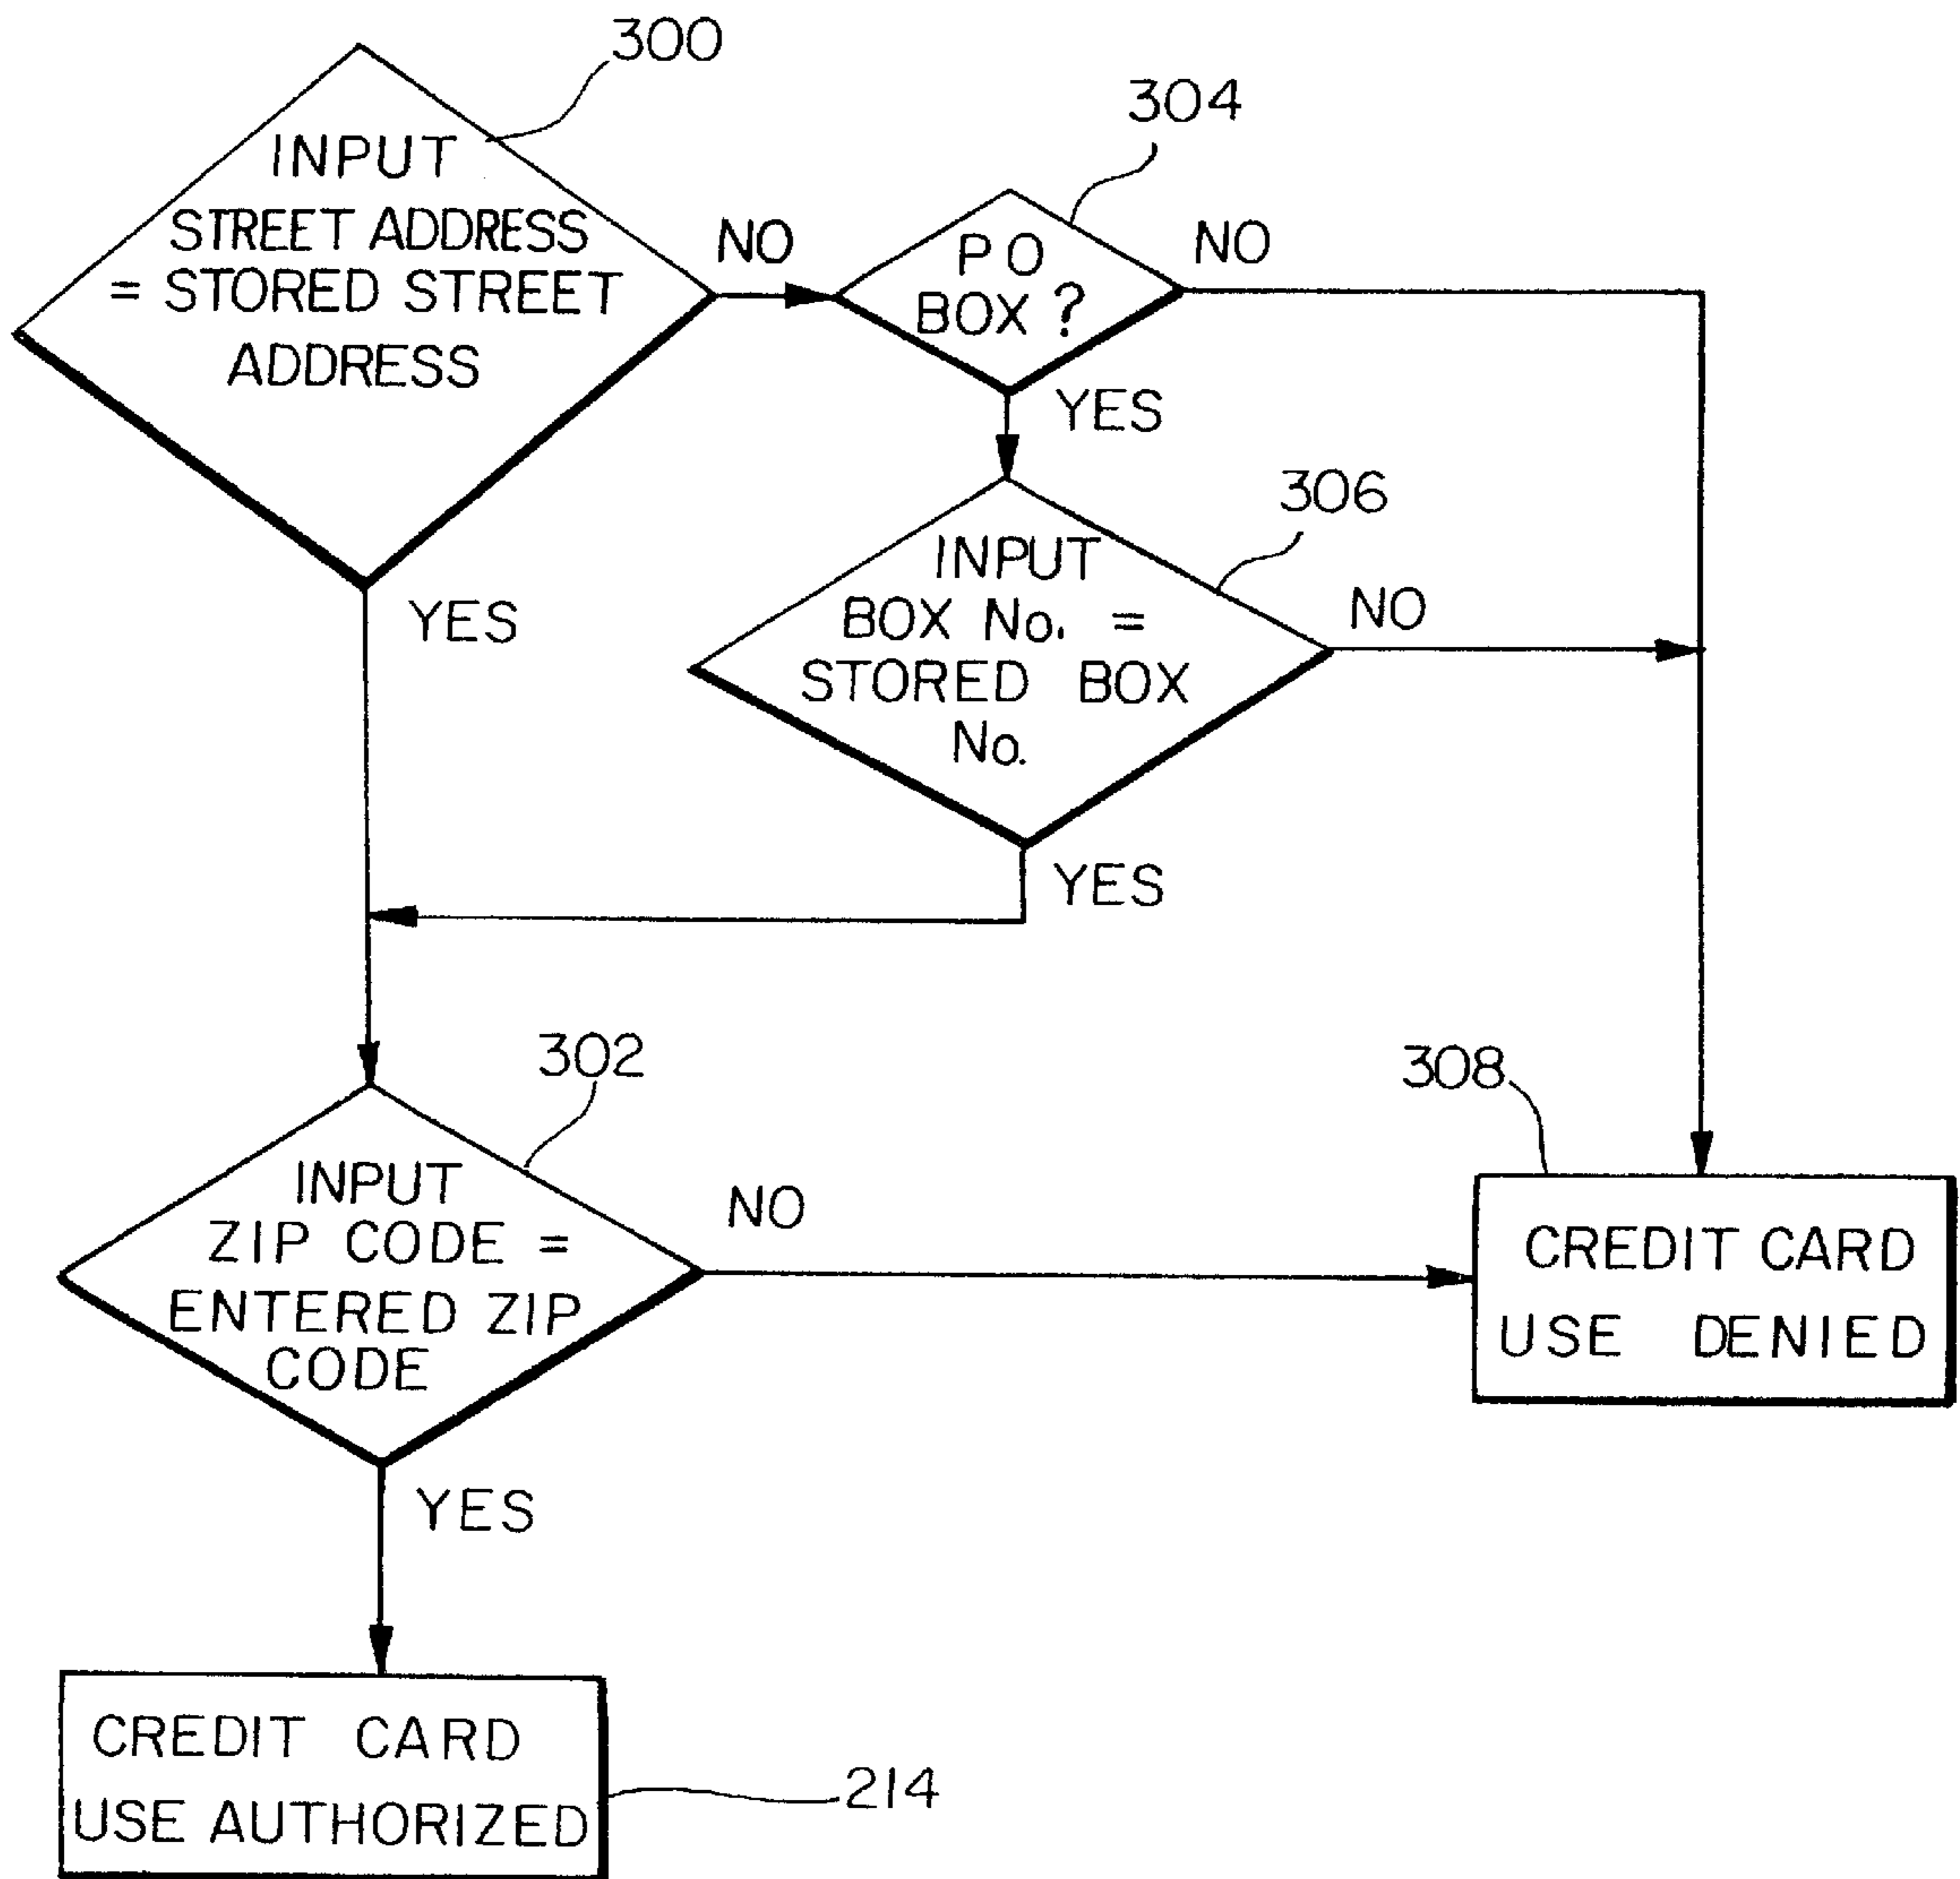 300
INPUT
STREET ADDRESS
= STORED STREET
ADDRESS
NO
YES
304
P O
BOX ?
NO
YES
306
INPUT
BOX No. =
STORED BOX
No.
NO
YES
302
INPUT
ZIP CODE =
ENTERED ZIP
CODE
NO
YES
308
CREDIT CARD
USE DENIED
CREDIT CARD
USE AUTHORIZED
214